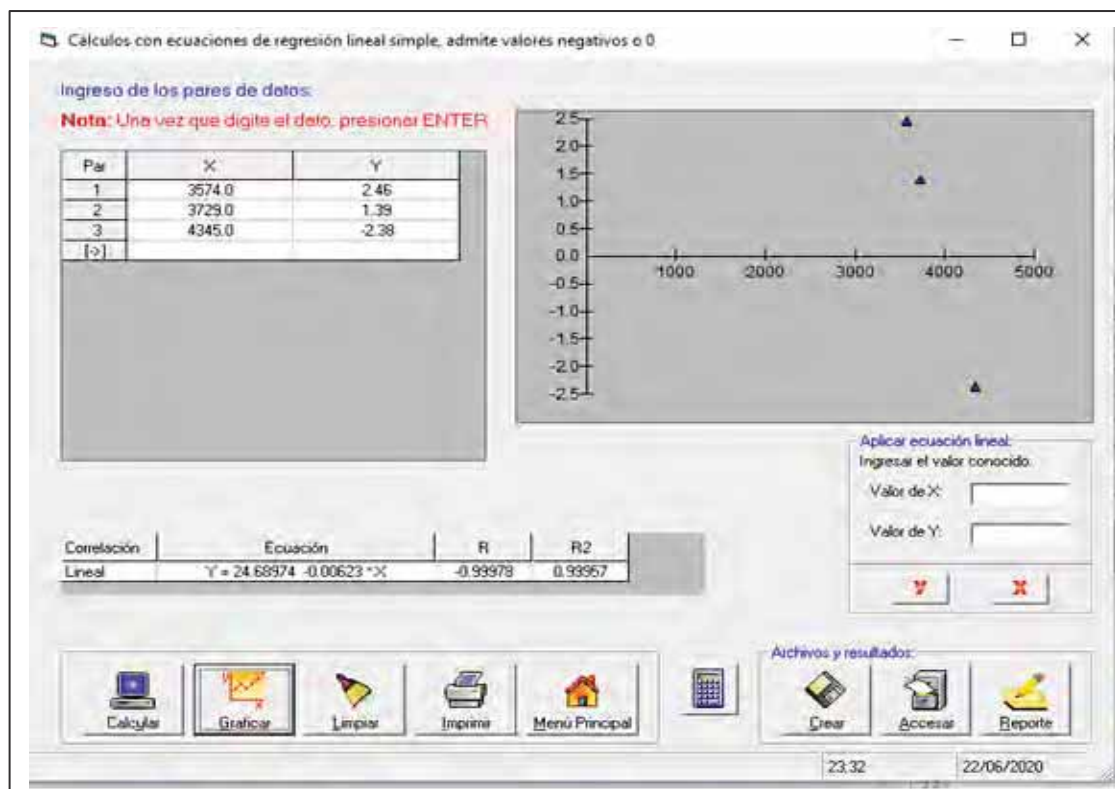 Cálculos con ecuaciones de regresión lineal simple, admite valores negativos o 0
Ingreso de los pares de datos:
Nota: Una vez que digite el dato, presionar ENTER
Par X Y
1 3574.0 2.46
2 3729.0 1.39
3 4345.0 -2.38
[->]
2.5
2.0
1.5
1.0
0.5
0.0
-0.5
-1.0
-1.5
-2.0
-2.5
1000 2000 3000 4000 5000
Aplicar ecuación lineal:
Ingresar el valor conocido.
Valor de X:
Valor de Y:
Y X
Correlación Ecuación R R2
Lineal Y = 24.68974 -0.00623 *X -0.99978 0.99957
Archivos y resultados:
Calcular Graficar Limpiar Imprimir Menú Principal Crear Accesar Reporte
23:32 22/06/2020